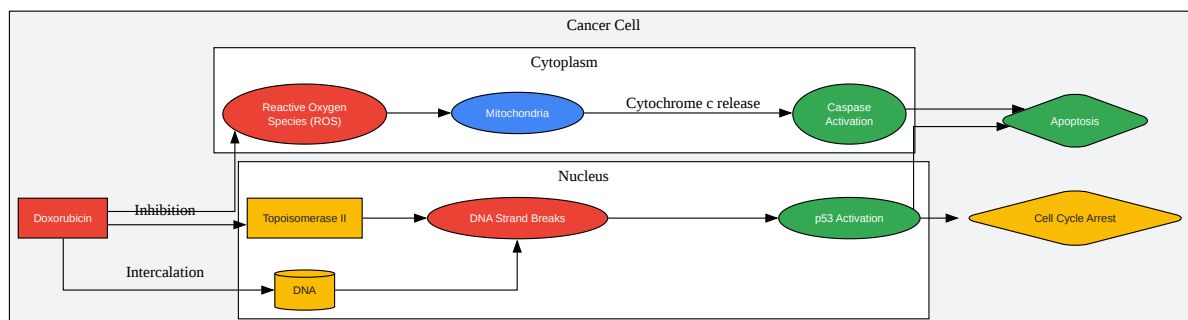 Cancer Cell
Cytoplasm
Reactive Oxygen
Species (ROS)
Mitochondria
Cytochrome c release
Caspase
Activation
Apoptosis
Nucleus
Doxorubicin
Inhibition
Topoisomerase II
DNA Strand Breaks
p53 Activation
Cell Cycle Arrest
Intercalation
DNA